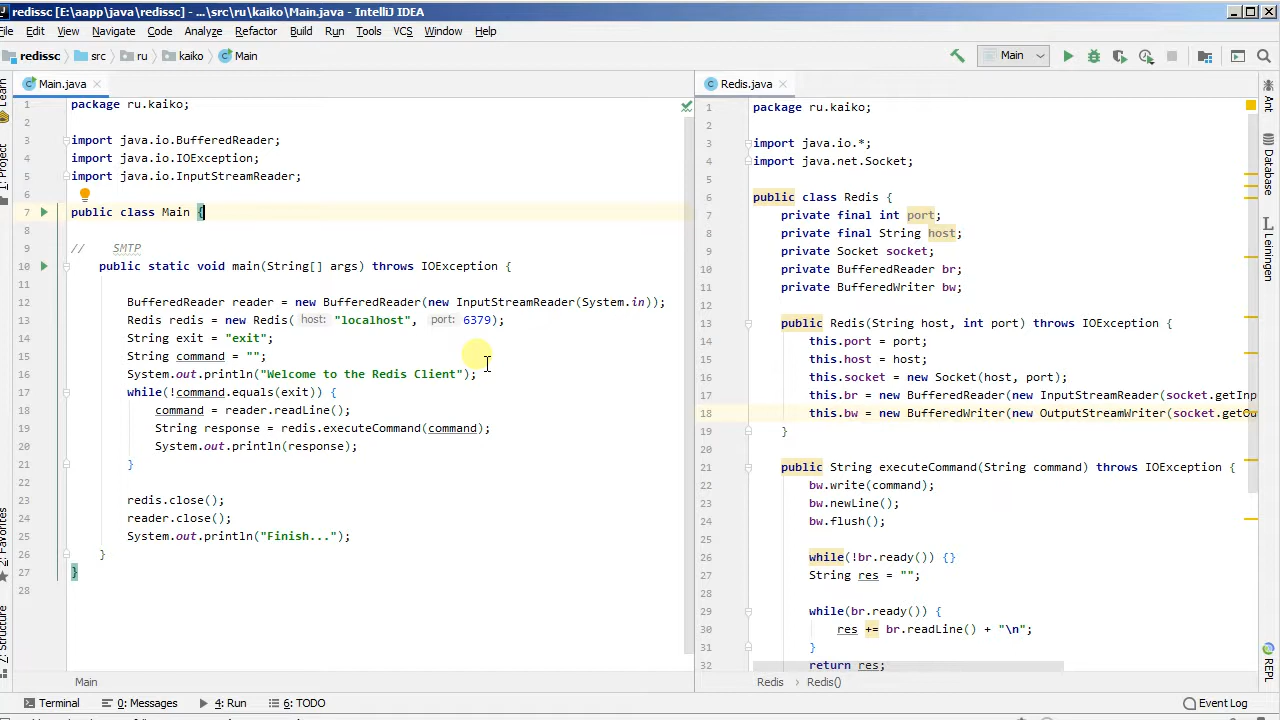 redissc [E:\aapp\java\redissc] - ...\src\ru\kaiko\Main.java - IntelliJ IDEA
File Edit View Navigate Code Analyze Refactor Build Run Tools VCS Window Help
redissc src ru kaiko Main
Main
Main.java
1 package ru.kaiko;
2
3 import java.io.BufferedReader;
4 import java.io.IOException;
5 import java.io.InputStreamReader;
6
7 public class Main {
8
9 // SMTP
10 public static void main(String[] args) throws IOException {
11
12 BufferedReader reader = new BufferedReader(new InputStreamReader(System.in));
13 Redis redis = new Redis( host: "localhost", port: 6379);
14 String exit = "exit";
15 String command = "";
16 System.out.println("Welcome to the Redis Client");
17 while(!command.equals(exit)) {
18 command = reader.readLine();
19 String response = redis.executeCommand(command);
20 System.out.println(response);
21 }
22
23 redis.close();
24 reader.close();
25 System.out.println("Finish...");
26 }
27 }
28
Main
Redis.java
1 package ru.kaiko;
2
3 import java.io.*;
4 import java.net.Socket;
5
6 public class Redis {
7 private final int port;
8 private final String host;
9 private Socket socket;
10 private BufferedReader br;
11 private BufferedWriter bw;
12
13 public Redis(String host, int port) throws IOException {
14 this.port = port;
15 this.host = host;
16 this.socket = new Socket(host, port);
17 this.br = new BufferedReader(new InputStreamReader(socket.getInp
18 this.bw = new BufferedWriter(new OutputStreamWriter(socket.getOu
19 }
20
21 public String executeCommand(String command) throws IOException {
22 bw.write(command);
23 bw.newLine();
24 bw.flush();
25
26 while(!br.ready()) {}
27 String res = "";
28
29 while(br.ready()) {
30 res += br.readLine() + "\n";
31 }
32 return res;
Redis Redis()
Learn
1: Project
2: Favorites
Z: Structure
Ant
Database
Leiningen
REPL
Terminal 0: Messages 4: Run 6: TODO Event Log